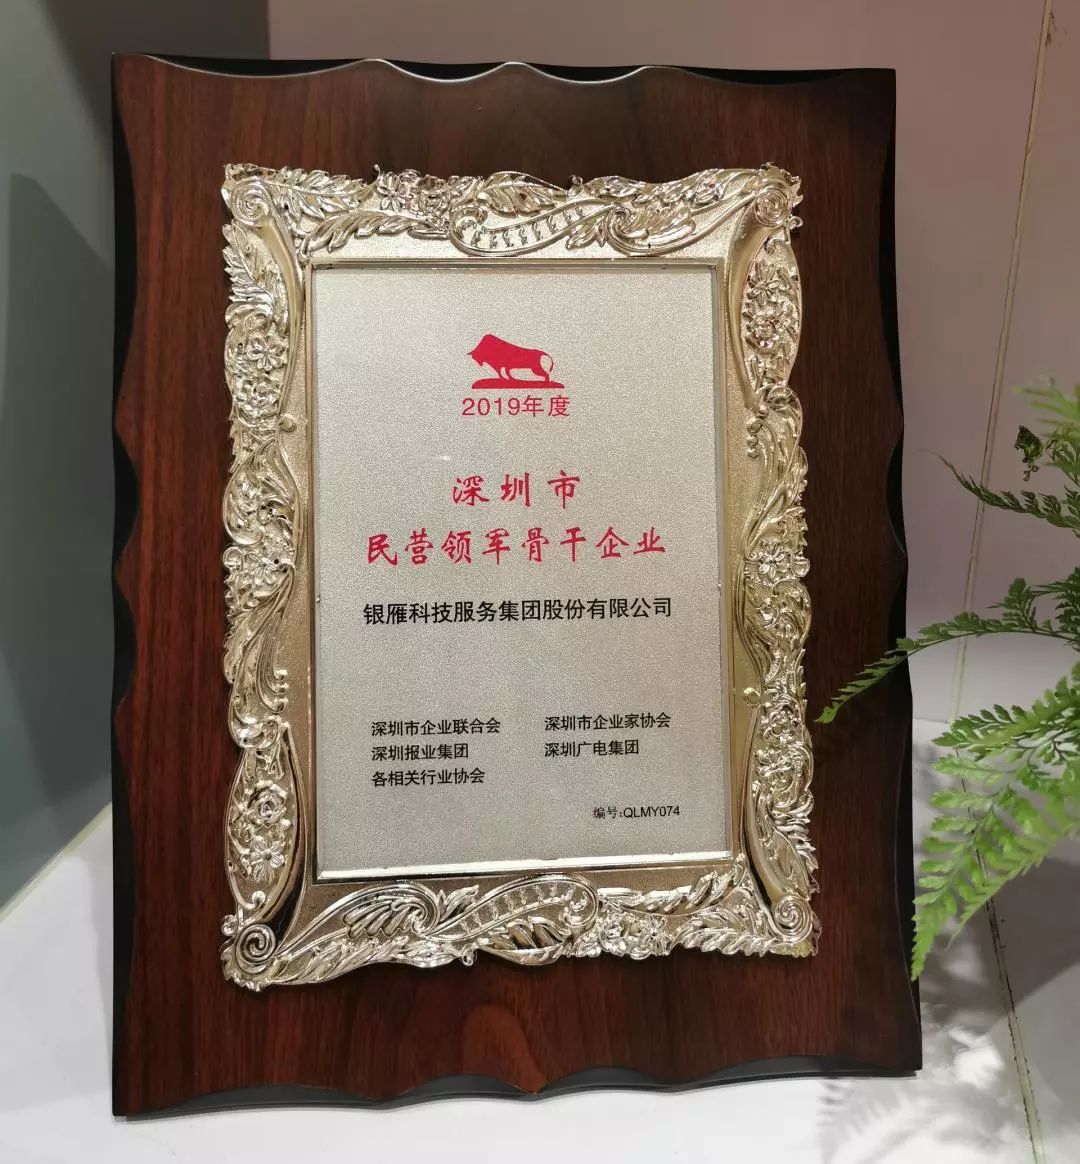 2019年度
深圳市
民营领军骨干企业
银雁科技服务集团股份有限公司
深圳市企业联合会 深圳市企业家协会
深圳报业集团 深圳广电集团
各相关行业协会
编号:QLMY074